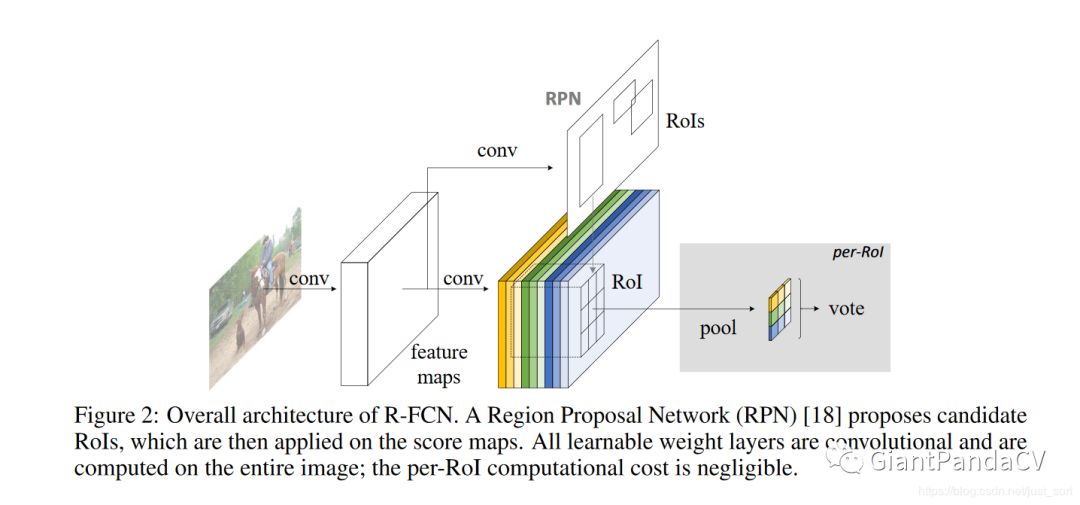 RPN
RoIs
conv
per-RoI
conv
conv
RoI
pool
vote
feature
maps
Figure 2: Overall architecture of R-FCN. A Region Proposal Network (RPN) [18] proposes candidate
RoIs, which are then applied on the score maps. All learnable weight layers are convolutional and are
computed on the entire image; the per-RoI computational cost is negligible.
GiantPandaCV
https://blog.csdn.net/just_sort